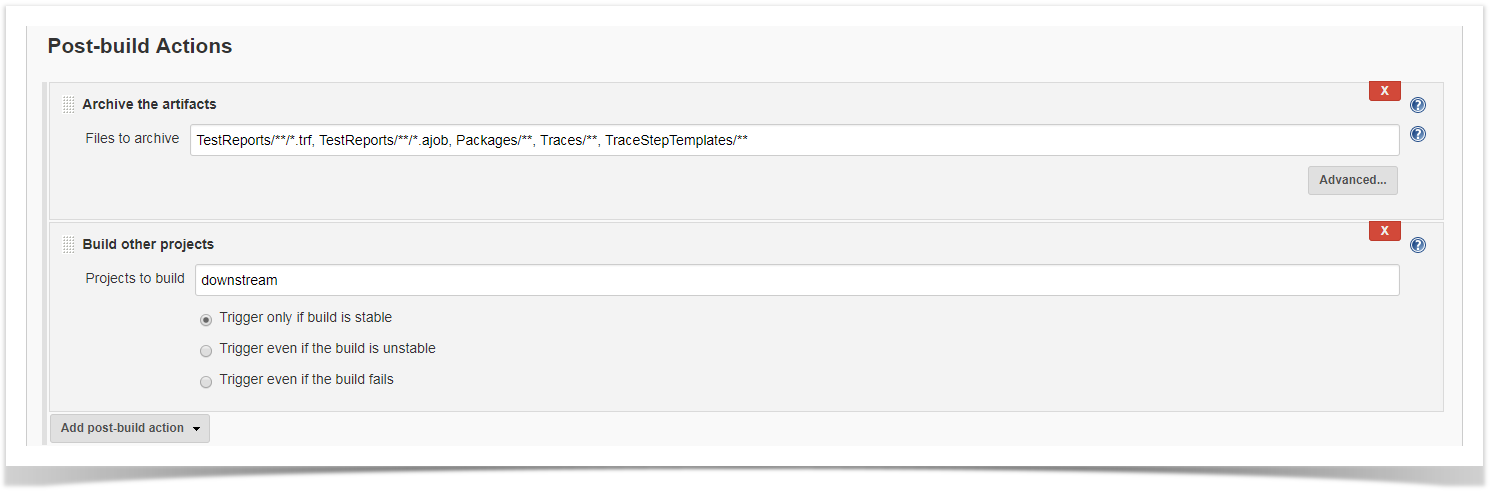 Post-build Actions
X
Archive the artifacts
?
Files to archive TestReports/**/*.trf, TestReports/**/*.ajob, Packages/**, Traces/**, TraceStepTemplates/**
?
Advanced...
X
Build other projects
?
Projects to build downstream
Trigger only if build is stable
Trigger even if the build is unstable
Trigger even if the build fails
Add post-build action